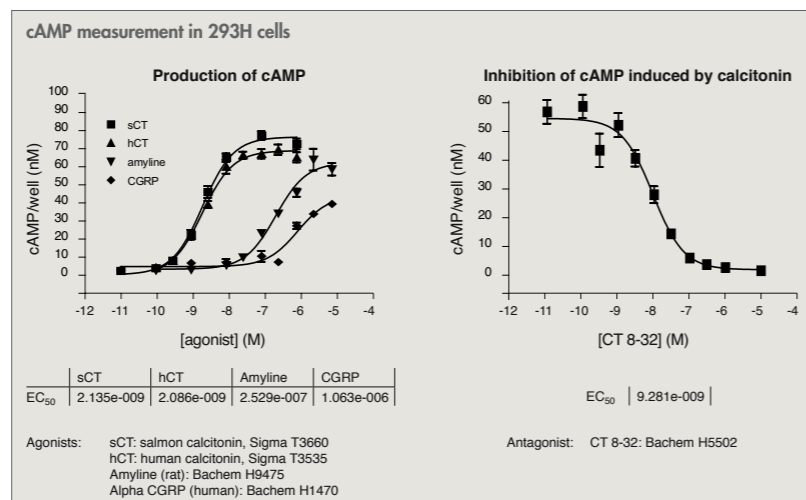 cAMP measurement in 293H cells
Production of cAMP
100
90
80
70
60
50
40
30
20
10
0
cAMP/well (nM)
sCT
hCT
amyline
CGRP
-12 -11 -10 -9 -8 -7 -6 -5 -4
[agonist] (M)
sCT hCT Amyline CGRP
EC50 2.135e-009 2.086e-009 2.529e-007 1.063e-006
Agonists: sCT: salmon calcitonin, Sigma T3660
hCT: human calcitonin, Sigma T3535
Amyline (rat): Bachem H9475
Alpha CGRP (human): Bachem H1470
Inhibition of cAMP induced by calcitonin
60
50
40
30
20
10
0
cAMP/well (nM)
-12 -11 -10 -9 -8 -7 -6 -5 -4
[CT 8-32] (M)
EC50 9.281e-009
Antagonist: CT 8-32: Bachem H5502